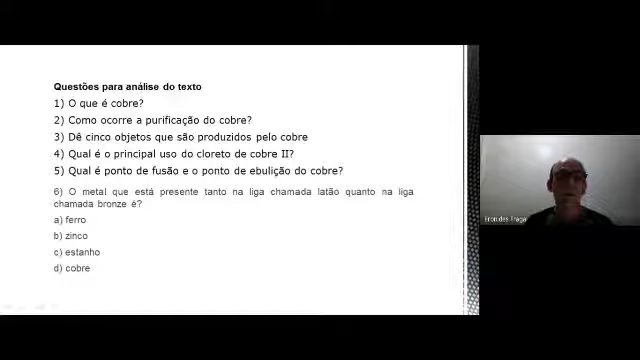 Questões para análise do texto
1) O que é cobre?
2) Como ocorre a purificação do cobre?
3) Dê cinco objetos que são produzidos pelo cobre
4) Qual é o principal uso do cloreto de cobre II?
5) Qual é ponto de fusão e o ponto de ebulição do cobre?
6) O metal que está presente tanto na liga chamada latão quanto na liga
chamada bronze é?
a) ferro
b) zinco
c) estanho
d) cobre
Eronides Braga